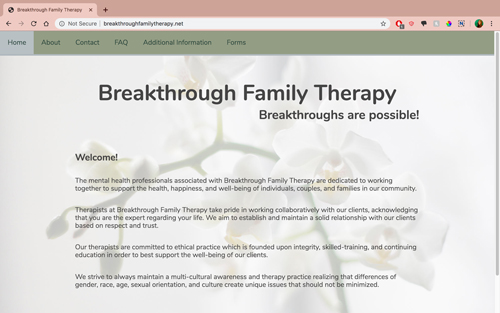 Breakthrough Family Therapy
Not Secure | breakthroughfamilytherapy.net
Home About Contact FAQ Additional Information Forms
Breakthrough Family Therapy
Breakthroughs are possible!
Welcome!
The mental health professionals associated with Breakthrough Family Therapy are dedicated to working
together to support the health, happiness, and well-being of individuals, couples, and families in our community.
Therapists at Breakthrough Family Therapy take pride in working collaboratively with our clients, acknowledging
that you are the expert regarding your life. We aim to establish and maintain a solid relationship with our clients
based on respect and trust.
Our therapists are committed to ethical practice which is founded upon integrity, skilled-training, and continuing
education in order to best support the well-being of our clients.
We strive to always maintain a multi-cultural awareness and therapy practice realizing that differences of
gender, race, age, sexual orientation, and culture create unique issues that should not be minimized.